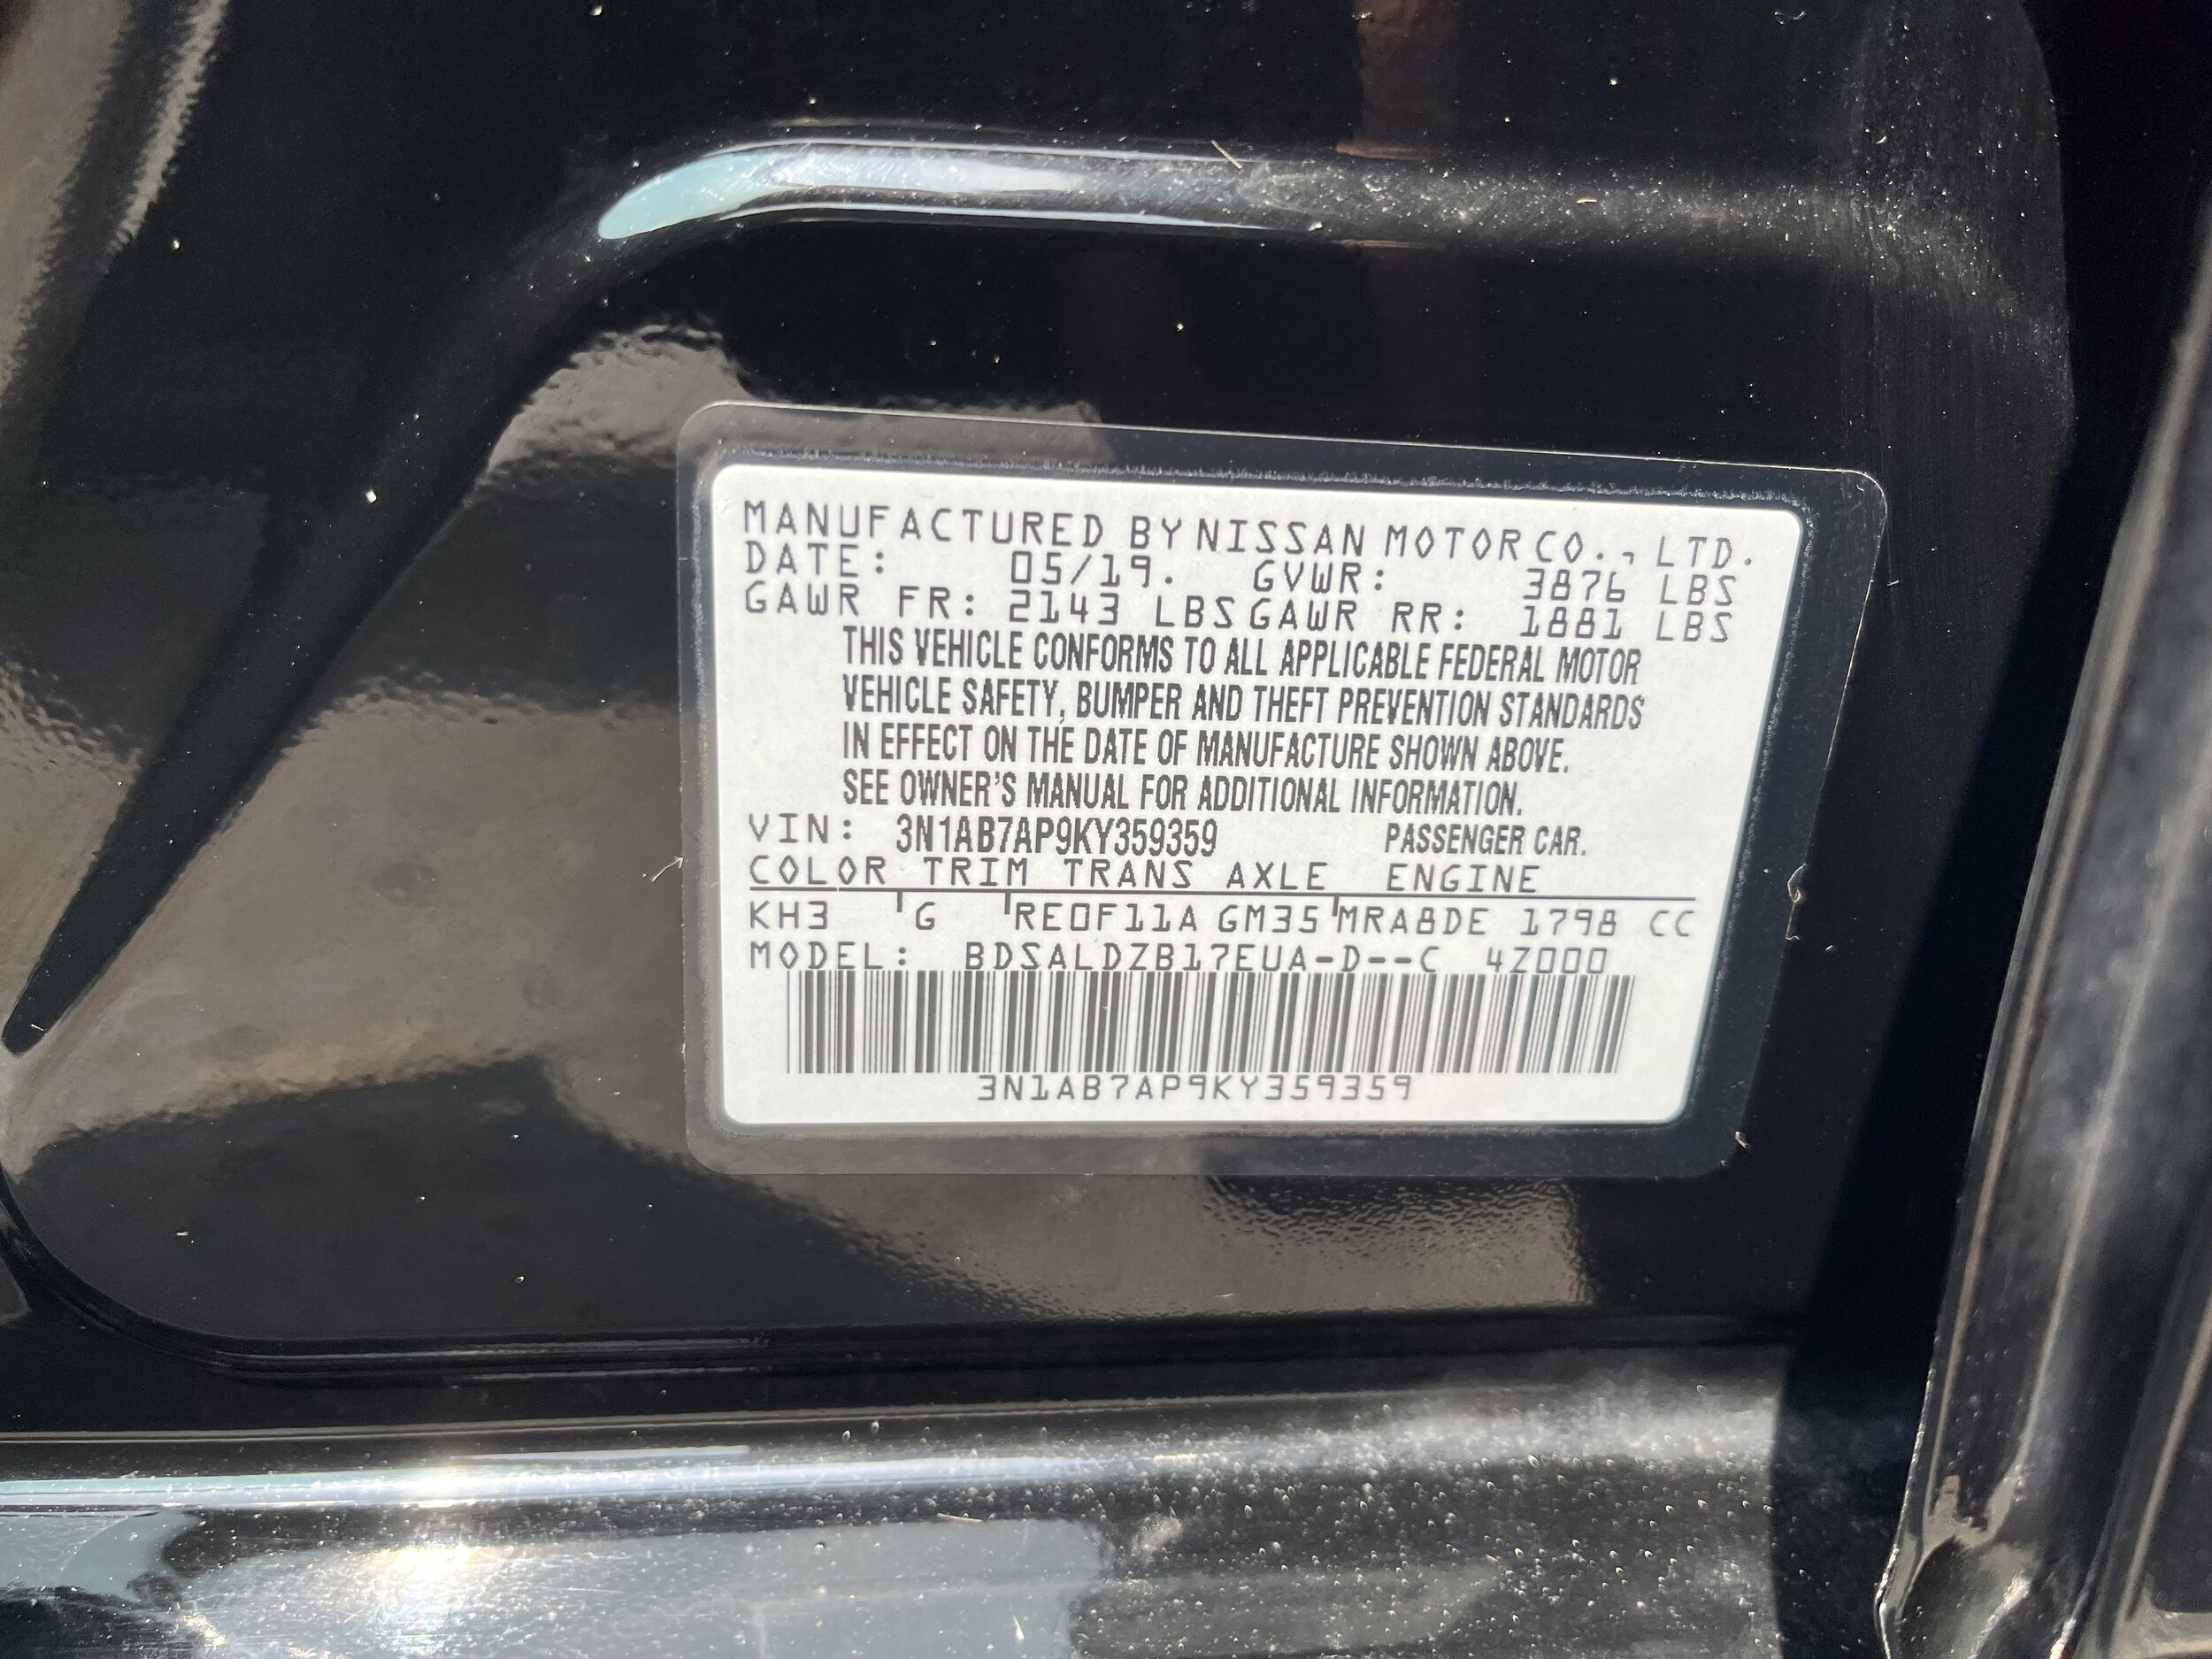 MANUFACTURED BY NISSAN MOTOR CO., LTD.
DATE: 05/19. GVWR: 3876 LBS
GAWR FR: 2143 LBS GAWR RR: 1881 LBS
THIS VEHICLE CONFORMS TO ALL APPLICABLE FEDERAL MOTOR
VEHICLE SAFETY, BUMPER AND THEFT PREVENTION STANDARDS
IN EFFECT ON THE DATE OF MANUFACTURE SHOWN ABOVE.
SEE OWNER'S MANUAL FOR ADDITIONAL INFORMATION.
VIN: 3N1AB7AP9KY359359 PASSENGER CAR.
COLOR TRIM TRANS AXLE ENGINE
KH3 G RE0F11A GM35 MRA8DE 1798 CC
MODEL: BDSALDZB17EUA-D--C 4Z000
3N1AB7AP9KY359359